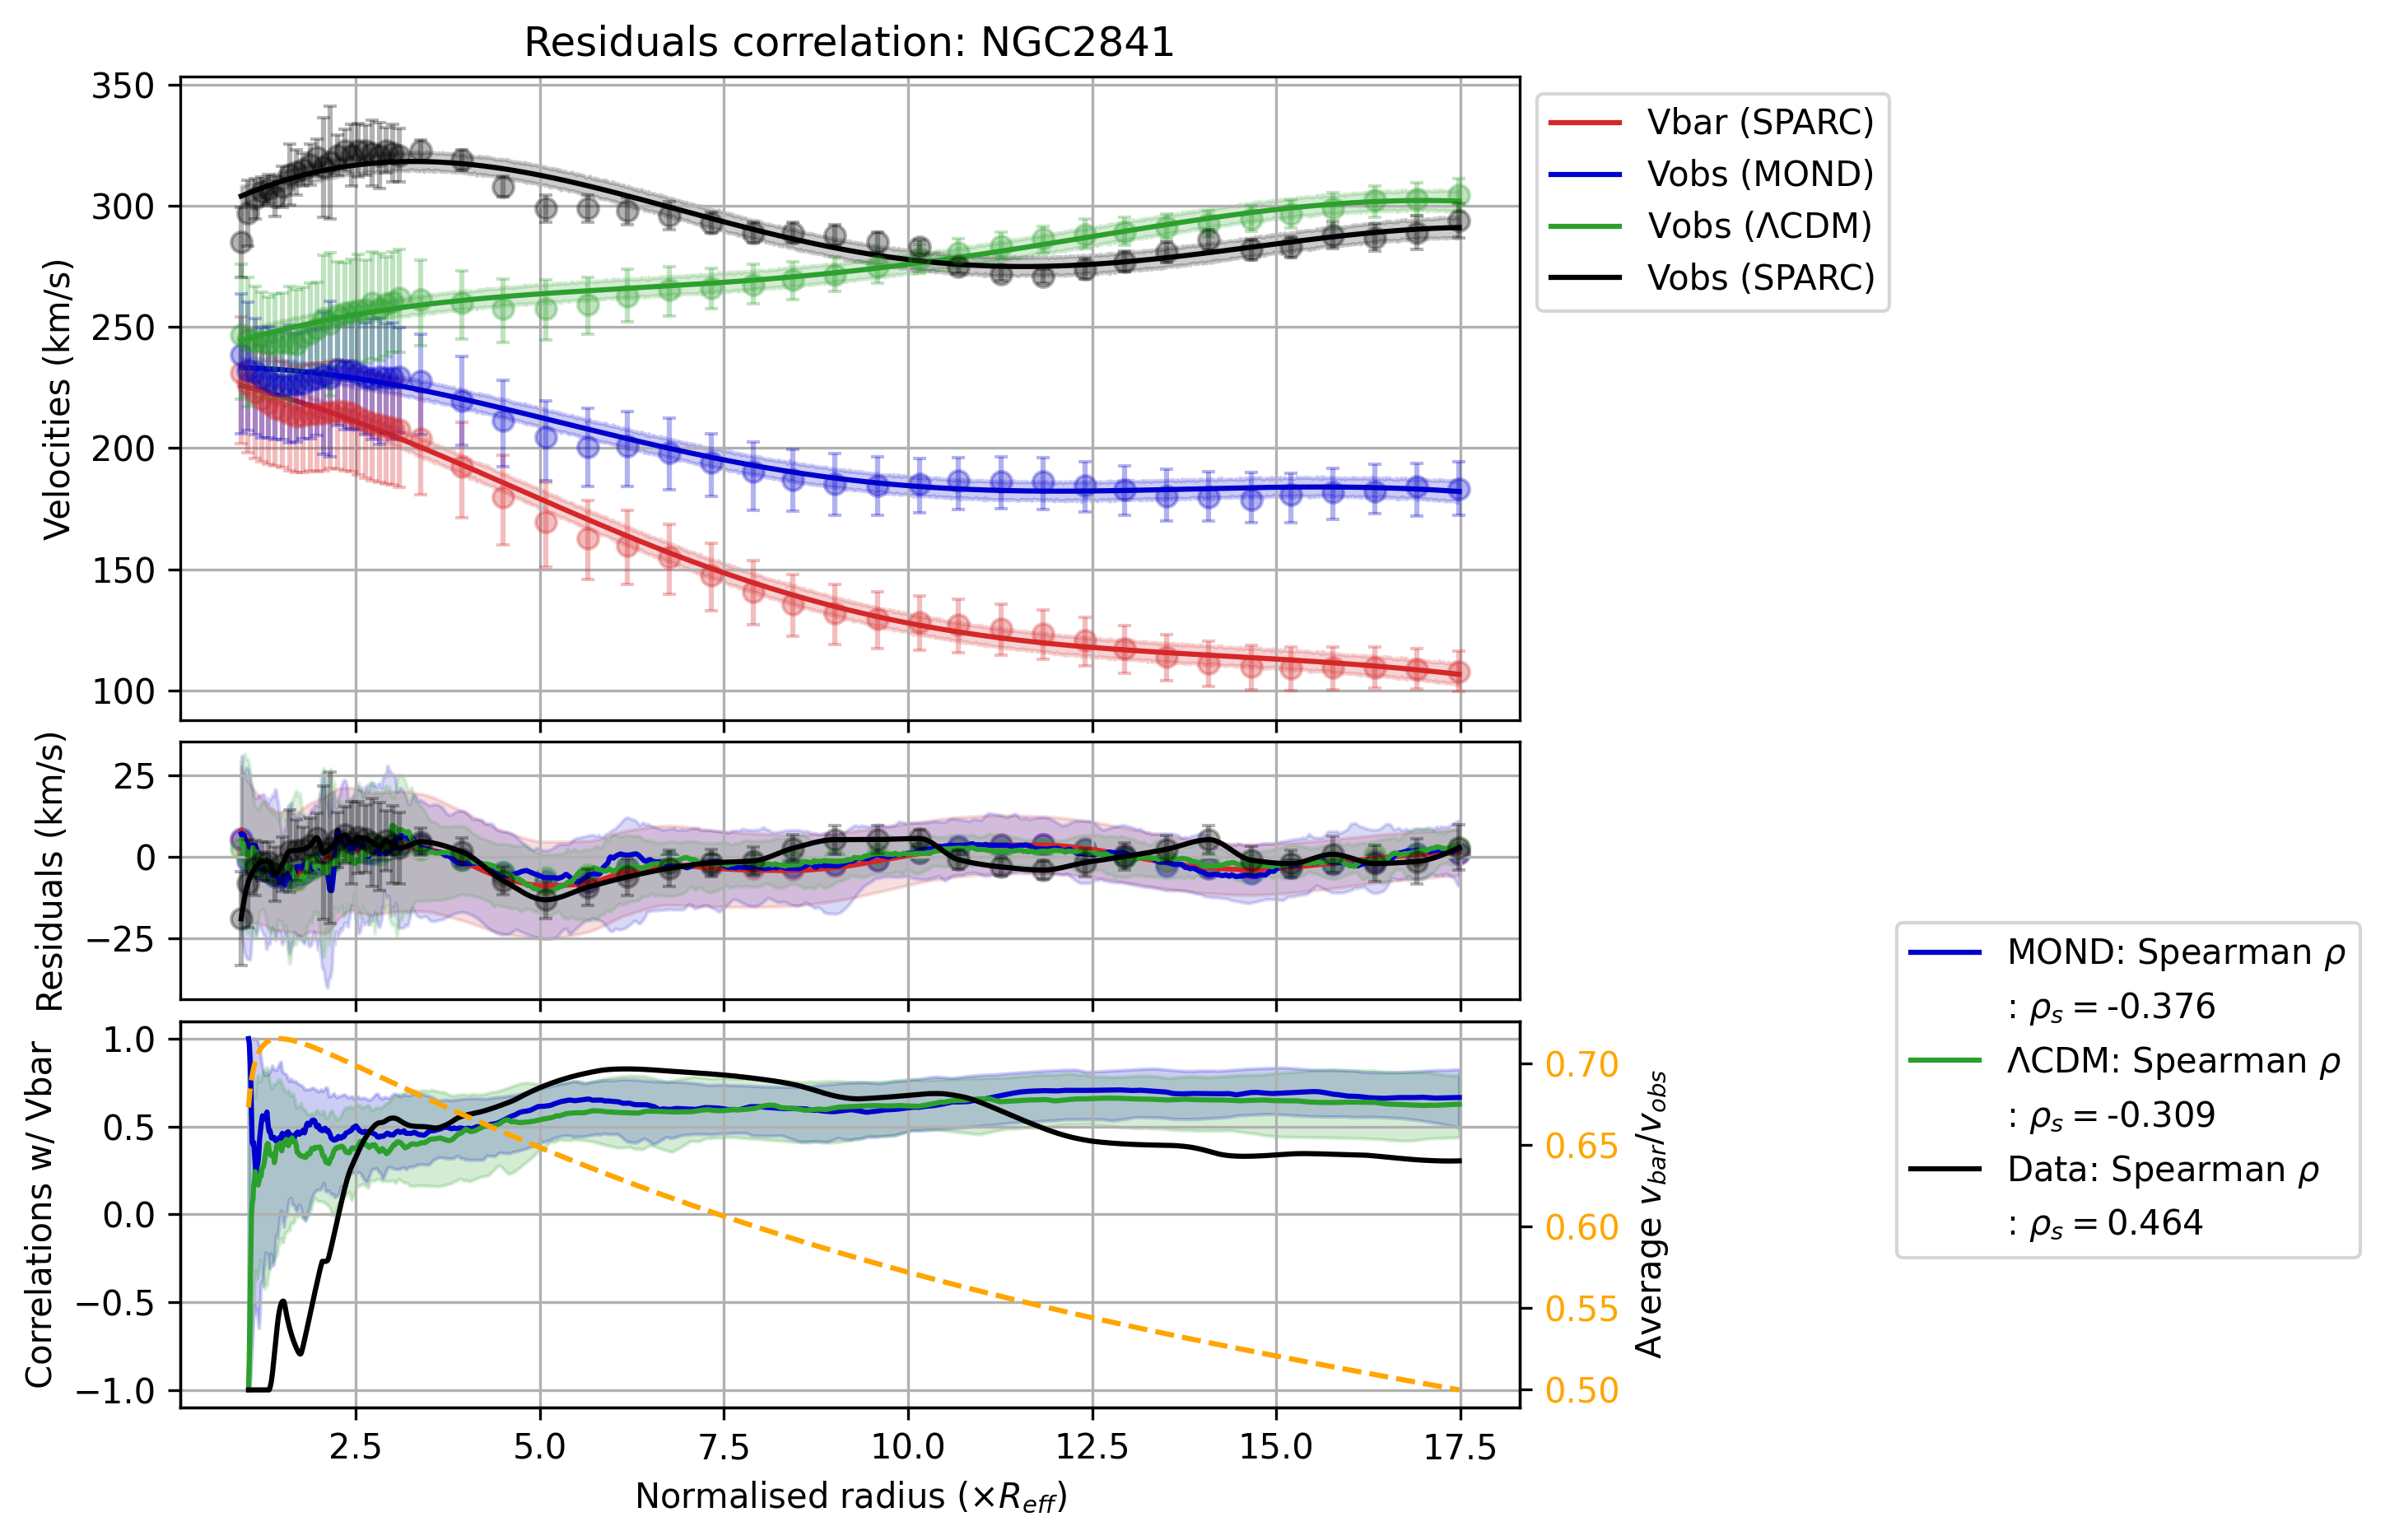 Residuals correlation: NGC2841
350
300
250
200
150
100
Velocities (km/s)
Vbar (SPARC)
Vobs (MOND)
Vobs (ΛCDM)
Vobs (SPARC)
25
0
−25
Residuals (km/s)
1.0
0.5
0.0
−0.5
−1.0
Correlations w/ Vbar
0.70
0.65
0.60
0.55
0.50
Average v_bar/v_obs
MOND: Spearman ρ
: ρ_s = -0.376
ΛCDM: Spearman ρ
: ρ_s = -0.309
Data: Spearman ρ
: ρ_s = 0.464
2.5 5.0 7.5 10.0 12.5 15.0 17.5
Normalised radius (×R_eff)